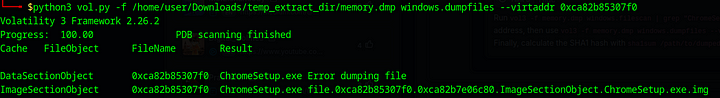 $python3 vol.py -f /home/user/Downloads/temp_extract_dir/memory.dmp windows.dumpfiles --virtaddr 0xca82b85307f0
Volatility 3 Framework 2.26.2
Progress:  100.00               PDB scanning finished
Cache   FileObject      FileName        Result

DataSectionObject       0xca82b85307f0  ChromeSetup.exe Error dumping file
ImageSectionObject      0xca82b85307f0  ChromeSetup.exe file.0xca82b85307f0.0xca82b7e06c80.ImageSectionObject.ChromeSetup.exe.img